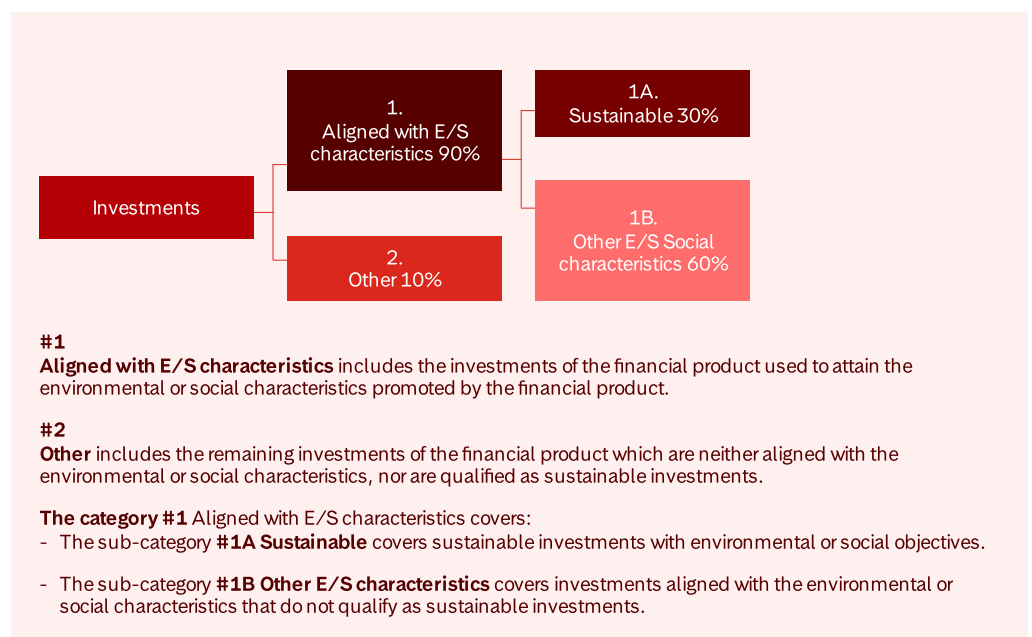 1.
Aligned with E/S
characteristics 90%
1A.
Sustainable 30%
Investments
1B.
Other E/S Social
characteristics 60%
2.
Other 10%
#1
Aligned with E/S characteristics includes the investments of the financial product used to attain the
environmental or social characteristics promoted by the financial product.
#2
Other includes the remaining investments of the financial product which are neither aligned with the
environmental or social characteristics, nor are qualified as sustainable investments.
The category #1 Aligned with E/S characteristics covers:
- The sub-category #1A Sustainable covers sustainable investments with environmental or social objectives.
- The sub-category #1B Other E/S characteristics covers investments aligned with the environmental or
social characteristics that do not qualify as sustainable investments.